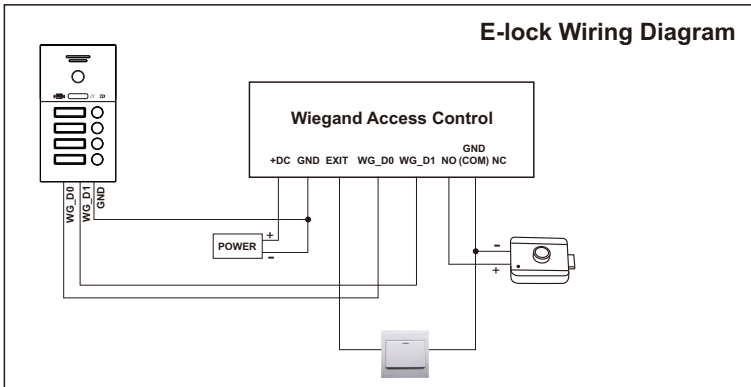 E-lock Wiring Diagram
Wiegand Access Control
GND
+DC GND EXIT WG_D0 WG_D1 NO (COM) NC
WG_D0
WG_D1
GND
+
POWER
-
-
+